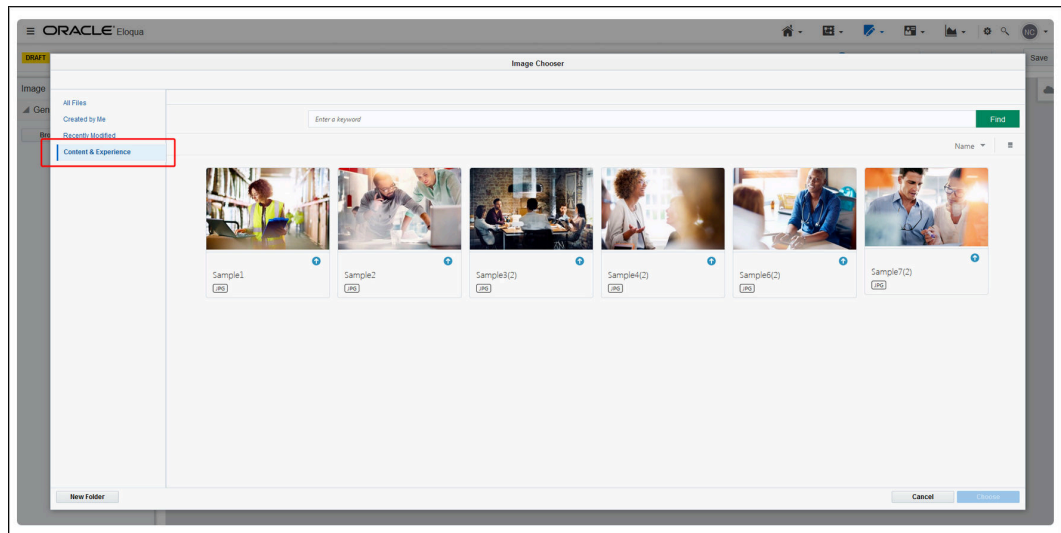 ORACLE Eloqua
NC
DRAFT
Image Chooser
Save
Image
All Files
Gen
Created by Me
Enter a keyword
Find
Bro
Recently Modified
Content & Experience
Name
Sample1
JPG
Sample2
JPG
Sample3(2)
JPG
Sample4(2)
JPG
Sample6(2)
JPG
Sample7(2)
JPG
New Folder
Cancel
Choose